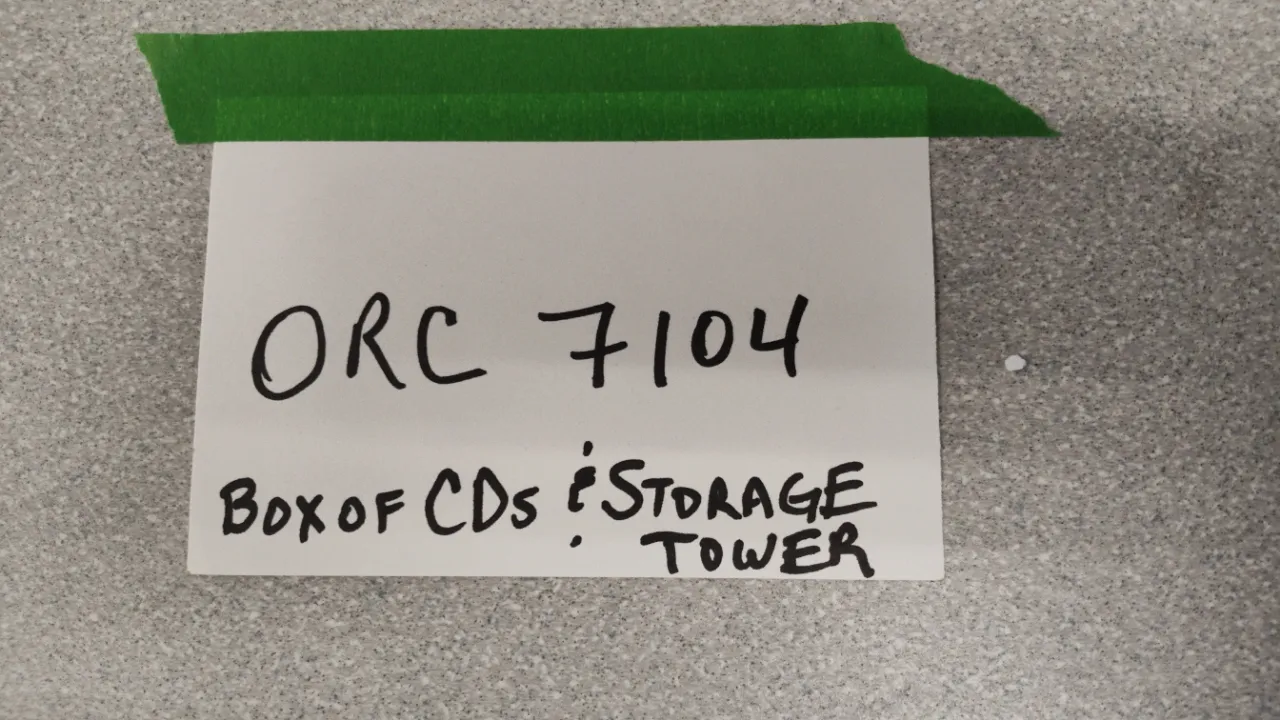 ORC 7104
BOX OF CDs & STORAGE
TOWER